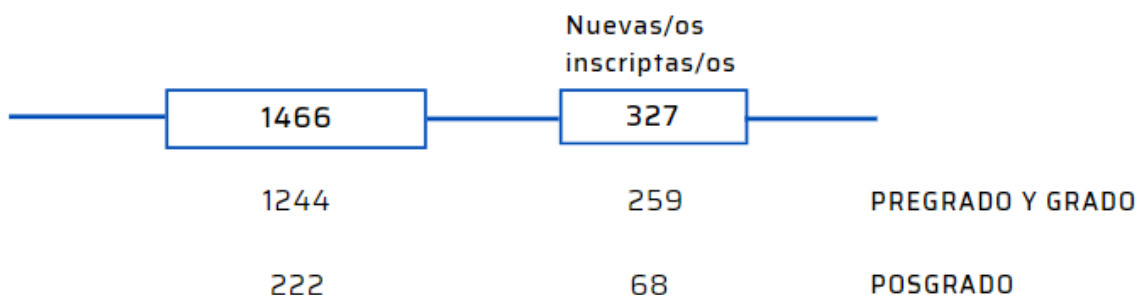 Nuevas/os
inscriptas/os
1466 327
1244 259 PREGRADO Y GRADO
222 68 POSGRADO